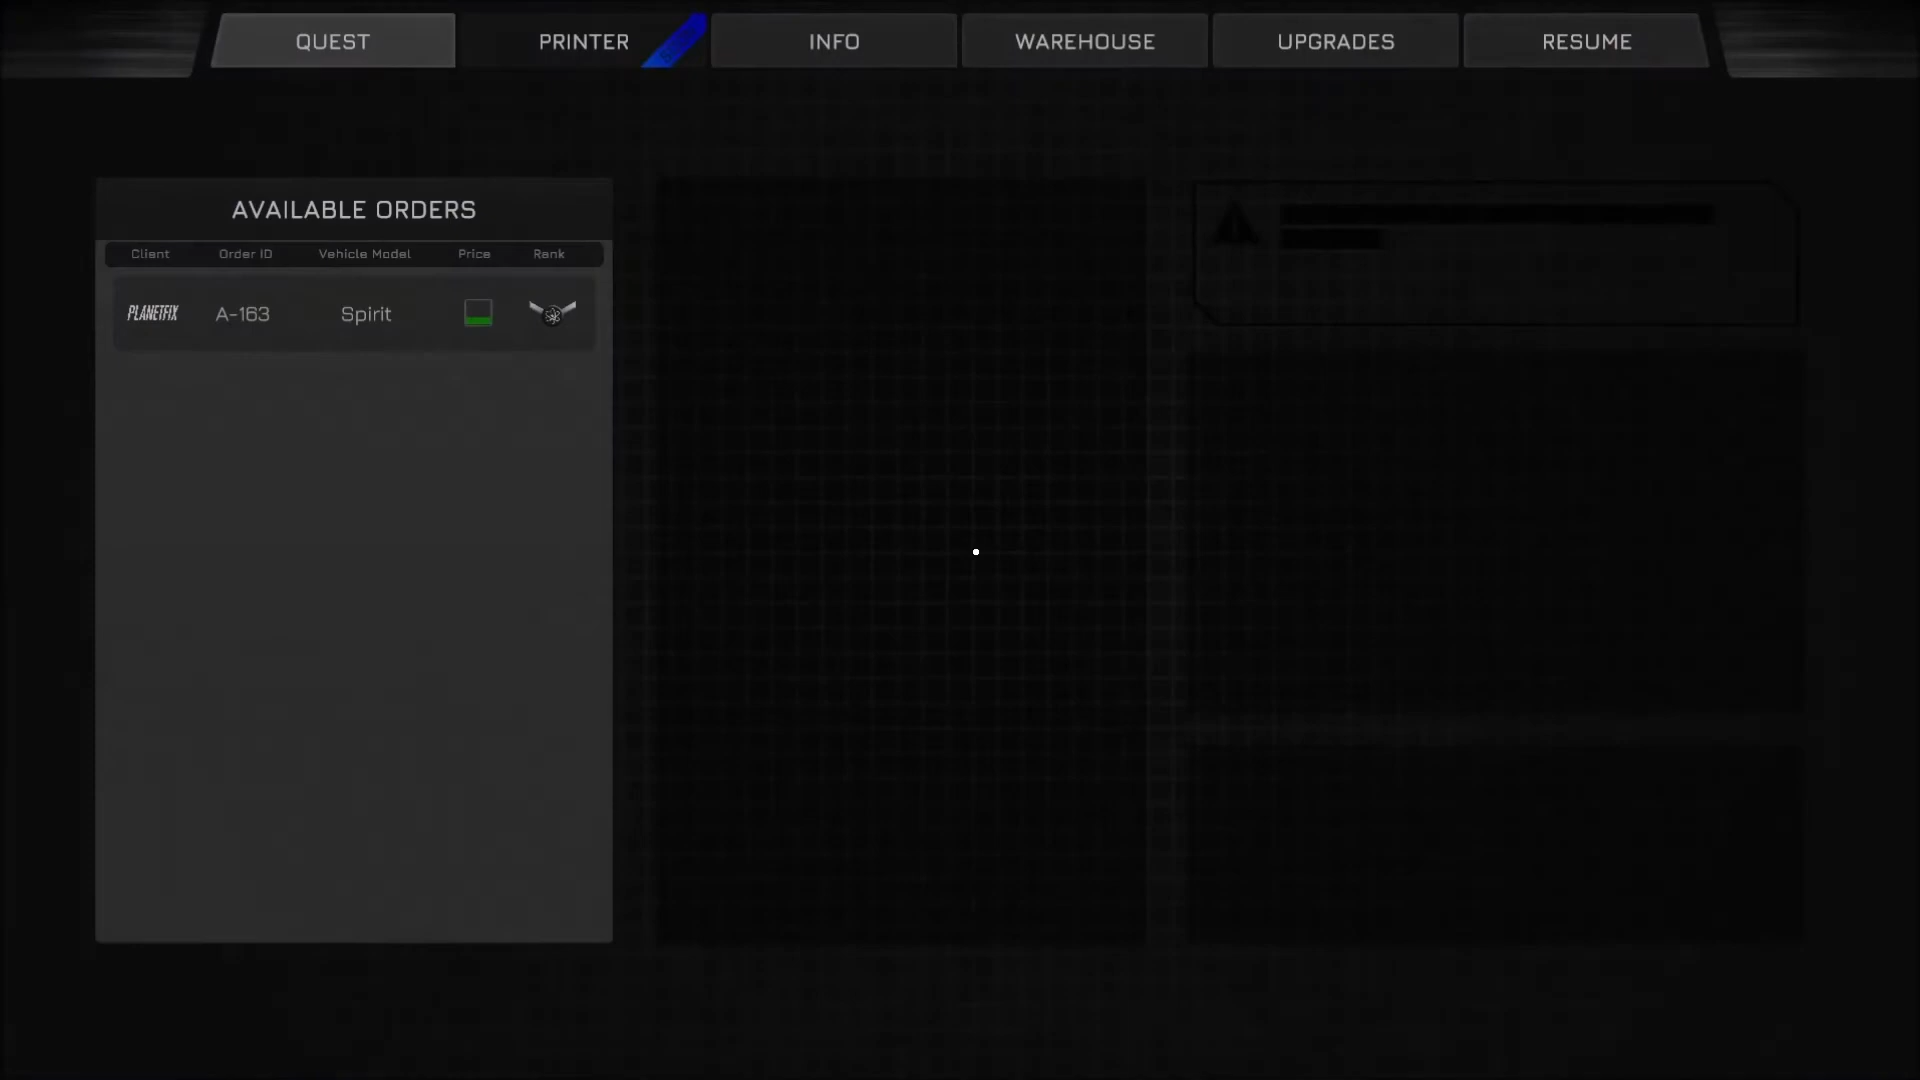 QUEST
PRINTER
INFO
WAREHOUSE
UPGRADES
RESUME
AVAILABLE ORDERS
Client Order ID Vehicle Model Price Rank
PLANETFIX A-163 Spirit